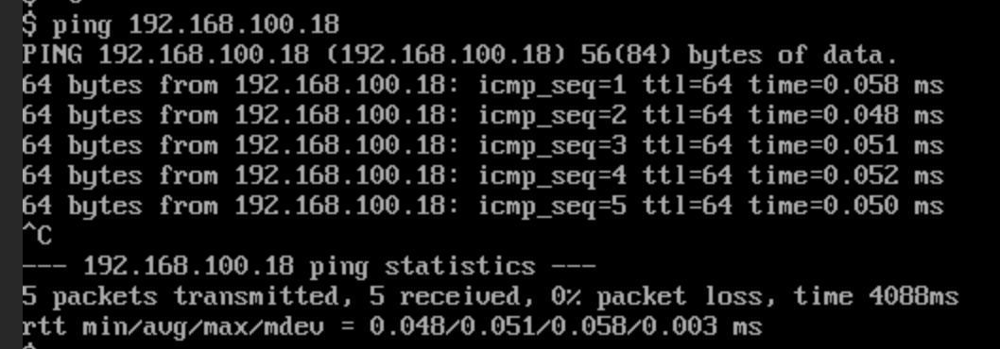 $ ping 192.168.100.18
PING 192.168.100.18 (192.168.100.18) 56(84) bytes of data.
64 bytes from 192.168.100.18: icmp_seq=1 ttl=64 time=0.058 ms
64 bytes from 192.168.100.18: icmp_seq=2 ttl=64 time=0.048 ms
64 bytes from 192.168.100.18: icmp_seq=3 ttl=64 time=0.051 ms
64 bytes from 192.168.100.18: icmp_seq=4 ttl=64 time=0.052 ms
64 bytes from 192.168.100.18: icmp_seq=5 ttl=64 time=0.050 ms
^C
--- 192.168.100.18 ping statistics ---
5 packets transmitted, 5 received, 0% packet loss, time 4088ms
rtt min/avg/max/mdev = 0.048/0.051/0.058/0.003 ms